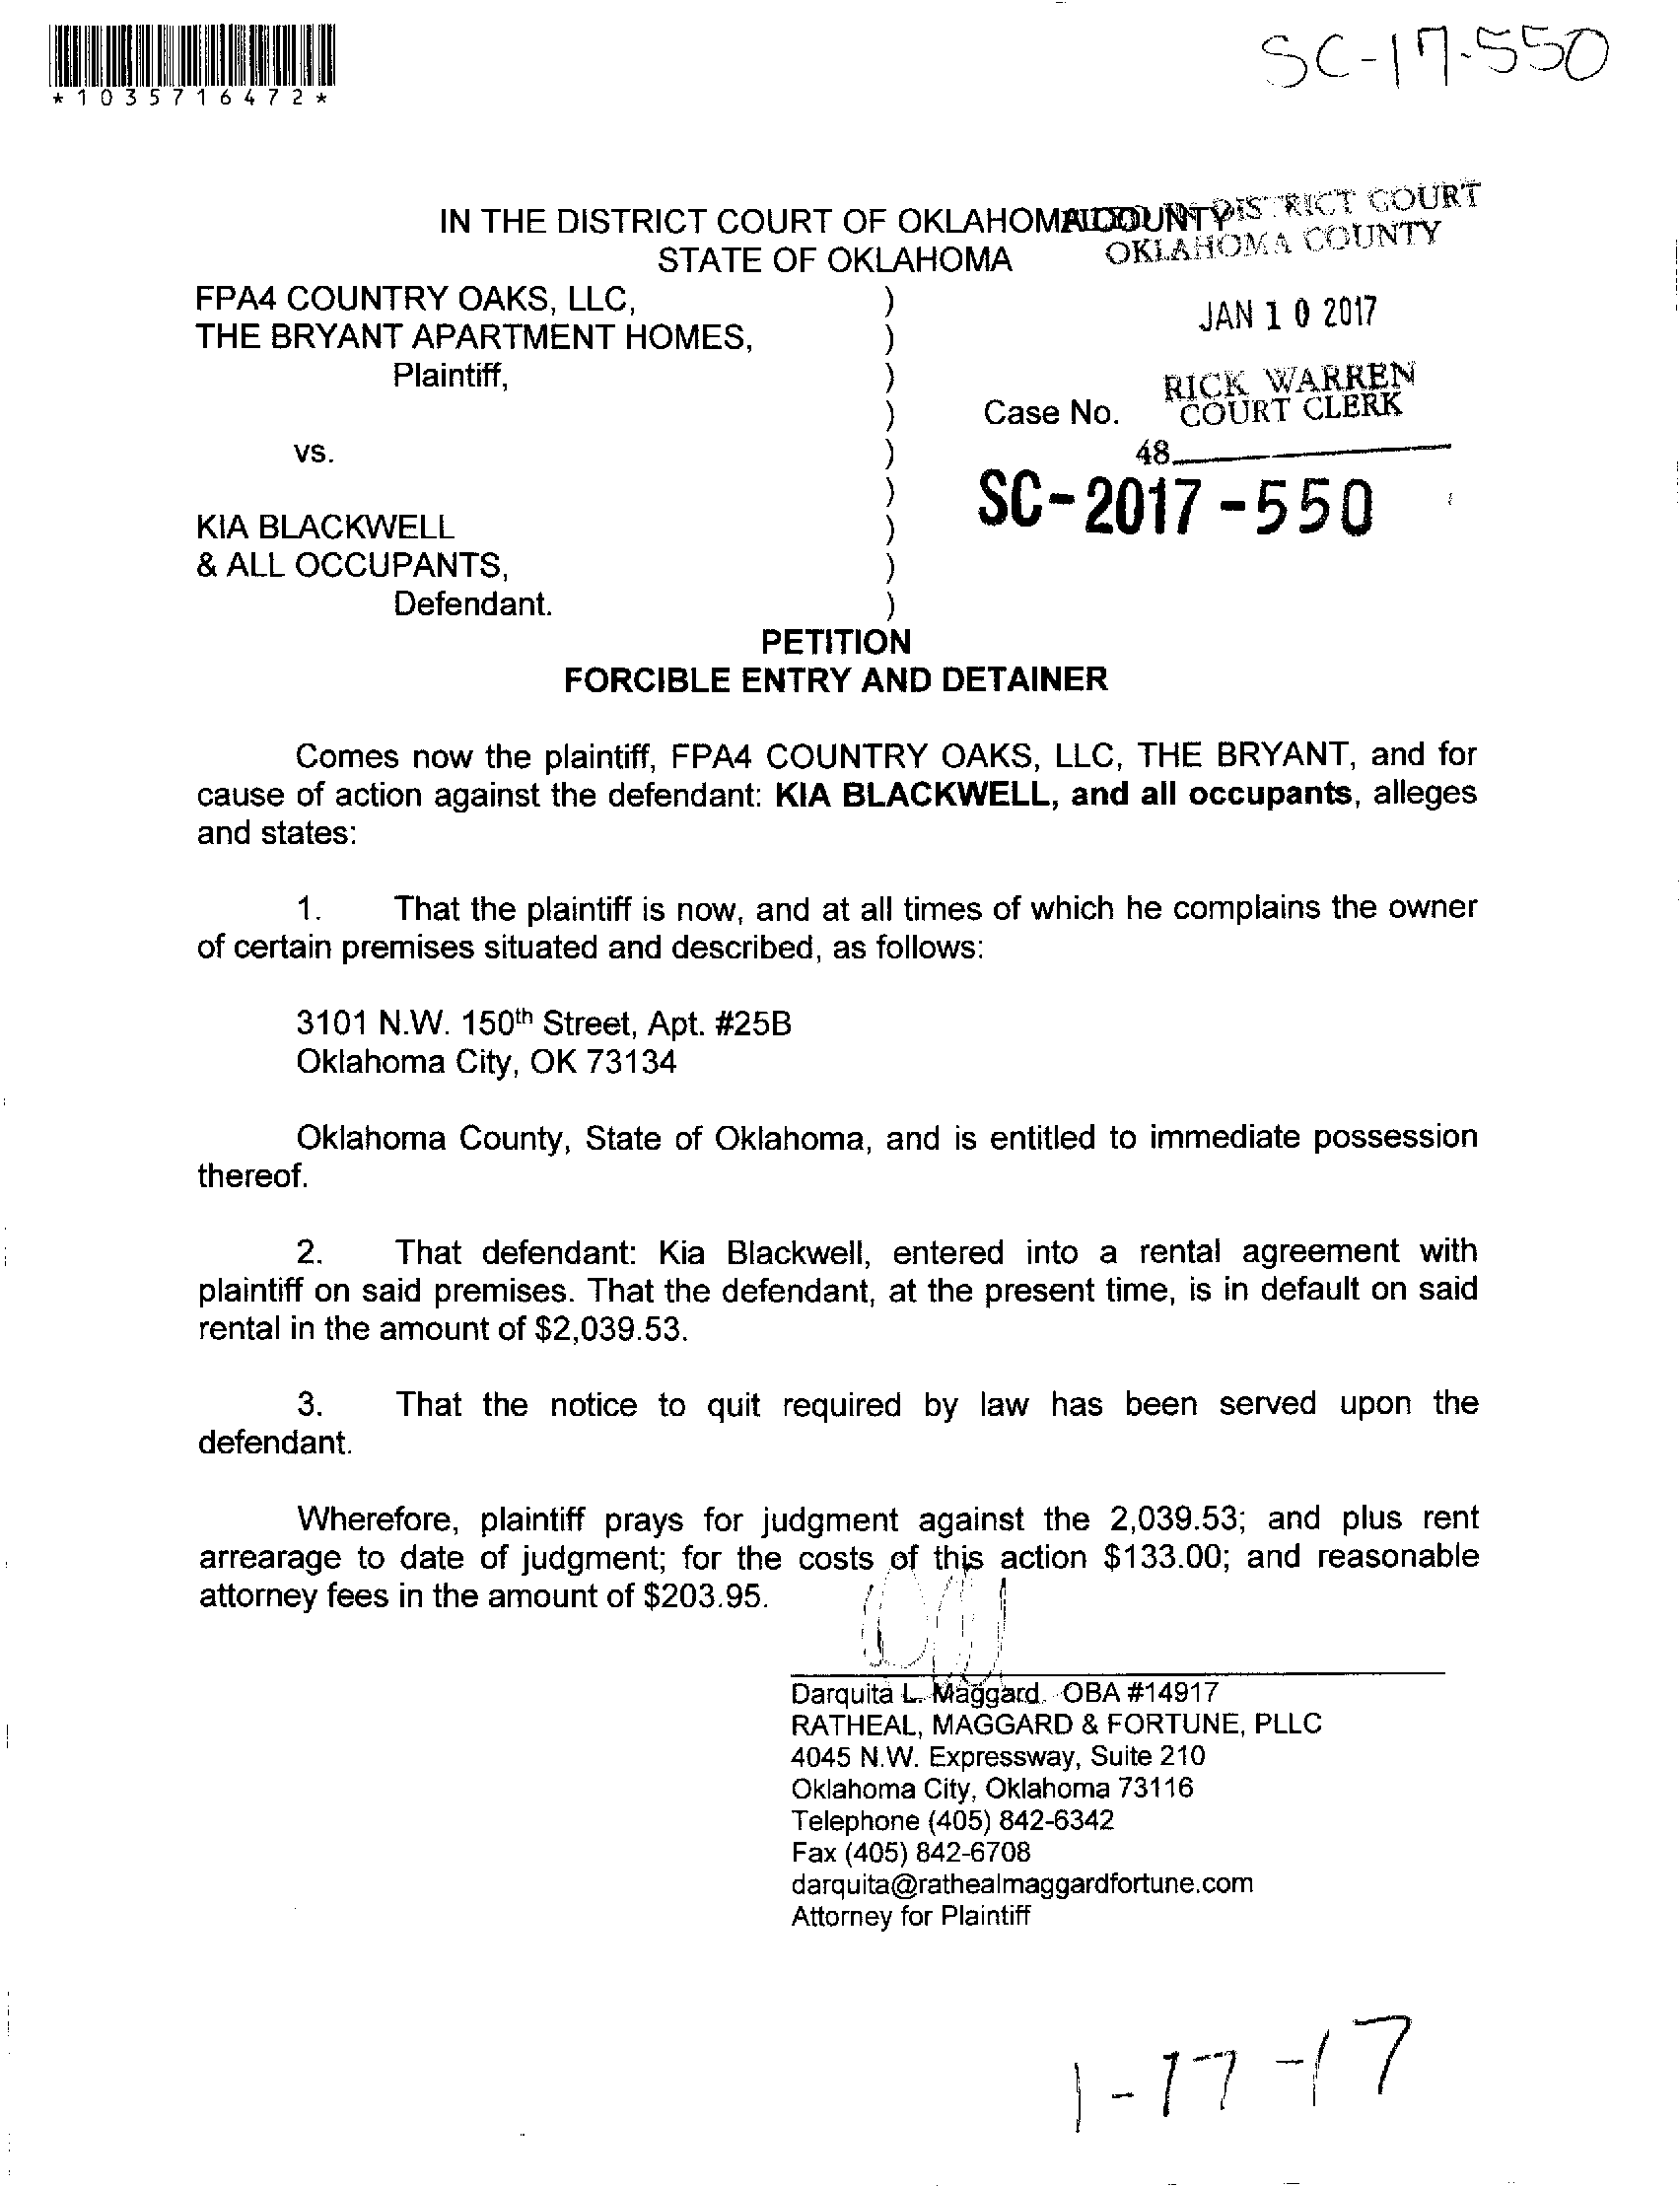 SC-17-550
*1035716472*
IN THE DISTRICT COURT OF OKLAHOMA COUNTY
DISTRICT COURT
STATE OF OKLAHOMA
OKLAHOMA COUNTY
FPA4 COUNTRY OAKS, LLC, )
THE BRYANT APARTMENT HOMES, )
JAN 10 2017
Plaintiff, )
RICK WARREN
) Case No.
COURT CLERK
vs. )
48
)
SC-2017-550
KIA BLACKWELL )
& ALL OCCUPANTS, )
Defendant. )
PETITION
FORCIBLE ENTRY AND DETAINER
Comes now the plaintiff, FPA4 COUNTRY OAKS, LLC, THE BRYANT, and for
cause of action against the defendant: KIA BLACKWELL, and all occupants, alleges
and states:
1. That the plaintiff is now, and at all times of which he complains the owner
of certain premises situated and described, as follows:
3101 N.W. 150th Street, Apt. #25B
Oklahoma City, OK 73134
Oklahoma County, State of Oklahoma, and is entitled to immediate possession
thereof.
2. That defendant: Kia Blackwell, entered into a rental agreement with
plaintiff on said premises. That the defendant, at the present time, is in default on said
rental in the amount of $2,039.53.
3. That the notice to quit required by law has been served upon the
defendant.
Wherefore, plaintiff prays for judgment against the 2,039.53; and plus rent
arrearage to date of judgment; for the costs of this action $133.00; and reasonable
attorney fees in the amount of $203.95.
Darquita L. Maggard OBA #14917
RATHEAL, MAGGARD & FORTUNE, PLLC
4045 N.W. Expressway, Suite 210
Oklahoma City, Oklahoma 73116
Telephone (405) 842-6342
Fax (405) 842-6708
darquita@rathealmaggardfortune.com
Attorney for Plaintiff
1-17-17